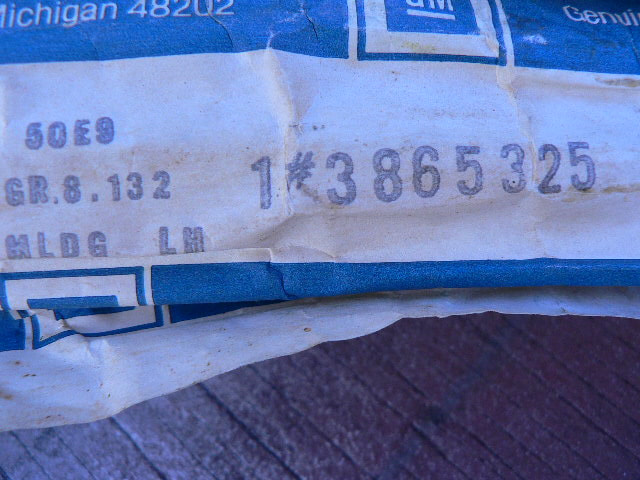 Michigan 48202
GM
Genui
50E9
GR.8.132
1#3865325
MLDG LH